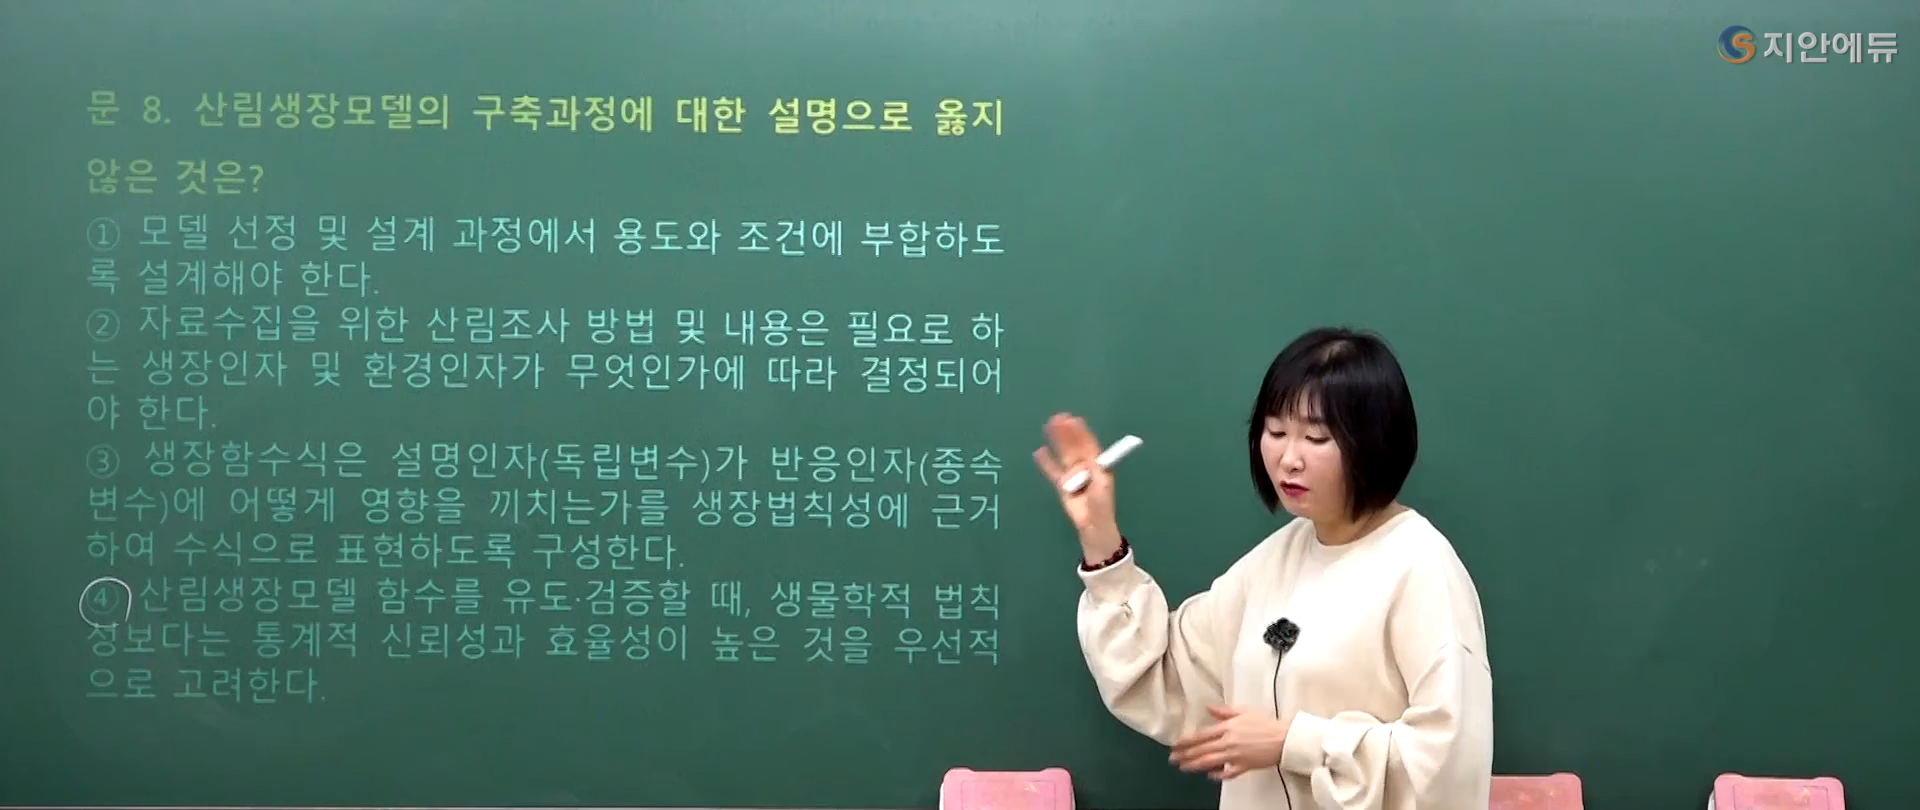 지안에듀
문 8. 산림생장모델의 구축과정에 대한 설명으로 옳지
않은 것은?
① 모델 선정 및 설계 과정에서 용도와 조건에 부합하도
록 설계해야 한다.
② 자료수집을 위한 산림조사 방법 및 내용은 필요로 하
는 생장인자 및 환경인자가 무엇인가에 따라 결정되어
야 한다.
③ 생장함수식은 설명인자(독립변수)가 반응인자(종속
변수)에 어떻게 영향을 끼치는가를 생장법칙성에 근거
하여 수식으로 표현하도록 구성한다.
④ 산림생장모델 함수를 유도·검증할 때, 생물학적 법칙
성보다는 통계적 신뢰성과 효율성이 높은 것을 우선적
으로 고려한다.